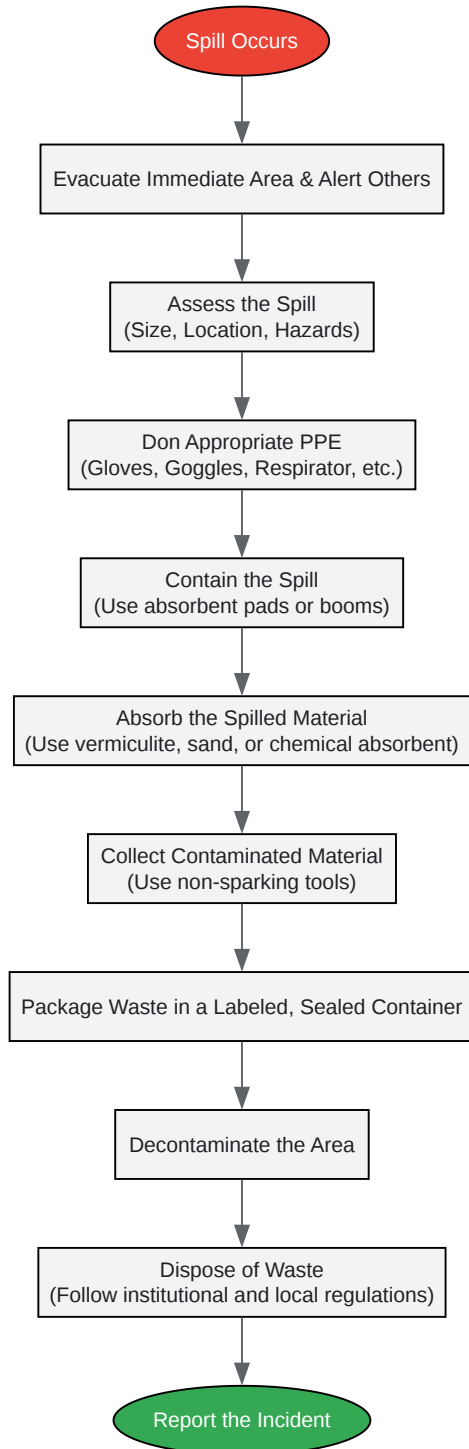 Spill Occurs
Evacuate Immediate Area & Alert Others
Assess the Spill
(Size, Location, Hazards)
Don Appropriate PPE
(Gloves, Goggles, Respirator, etc.)
Contain the Spill
(Use absorbent pads or booms)
Absorb the Spilled Material
(Use vermiculite, sand, or chemical absorbent)
Collect Contaminated Material
(Use non-sparking tools)
Package Waste in a Labeled, Sealed Container
Decontaminate the Area
Dispose of Waste
(Follow institutional and local regulations)
Report the Incident